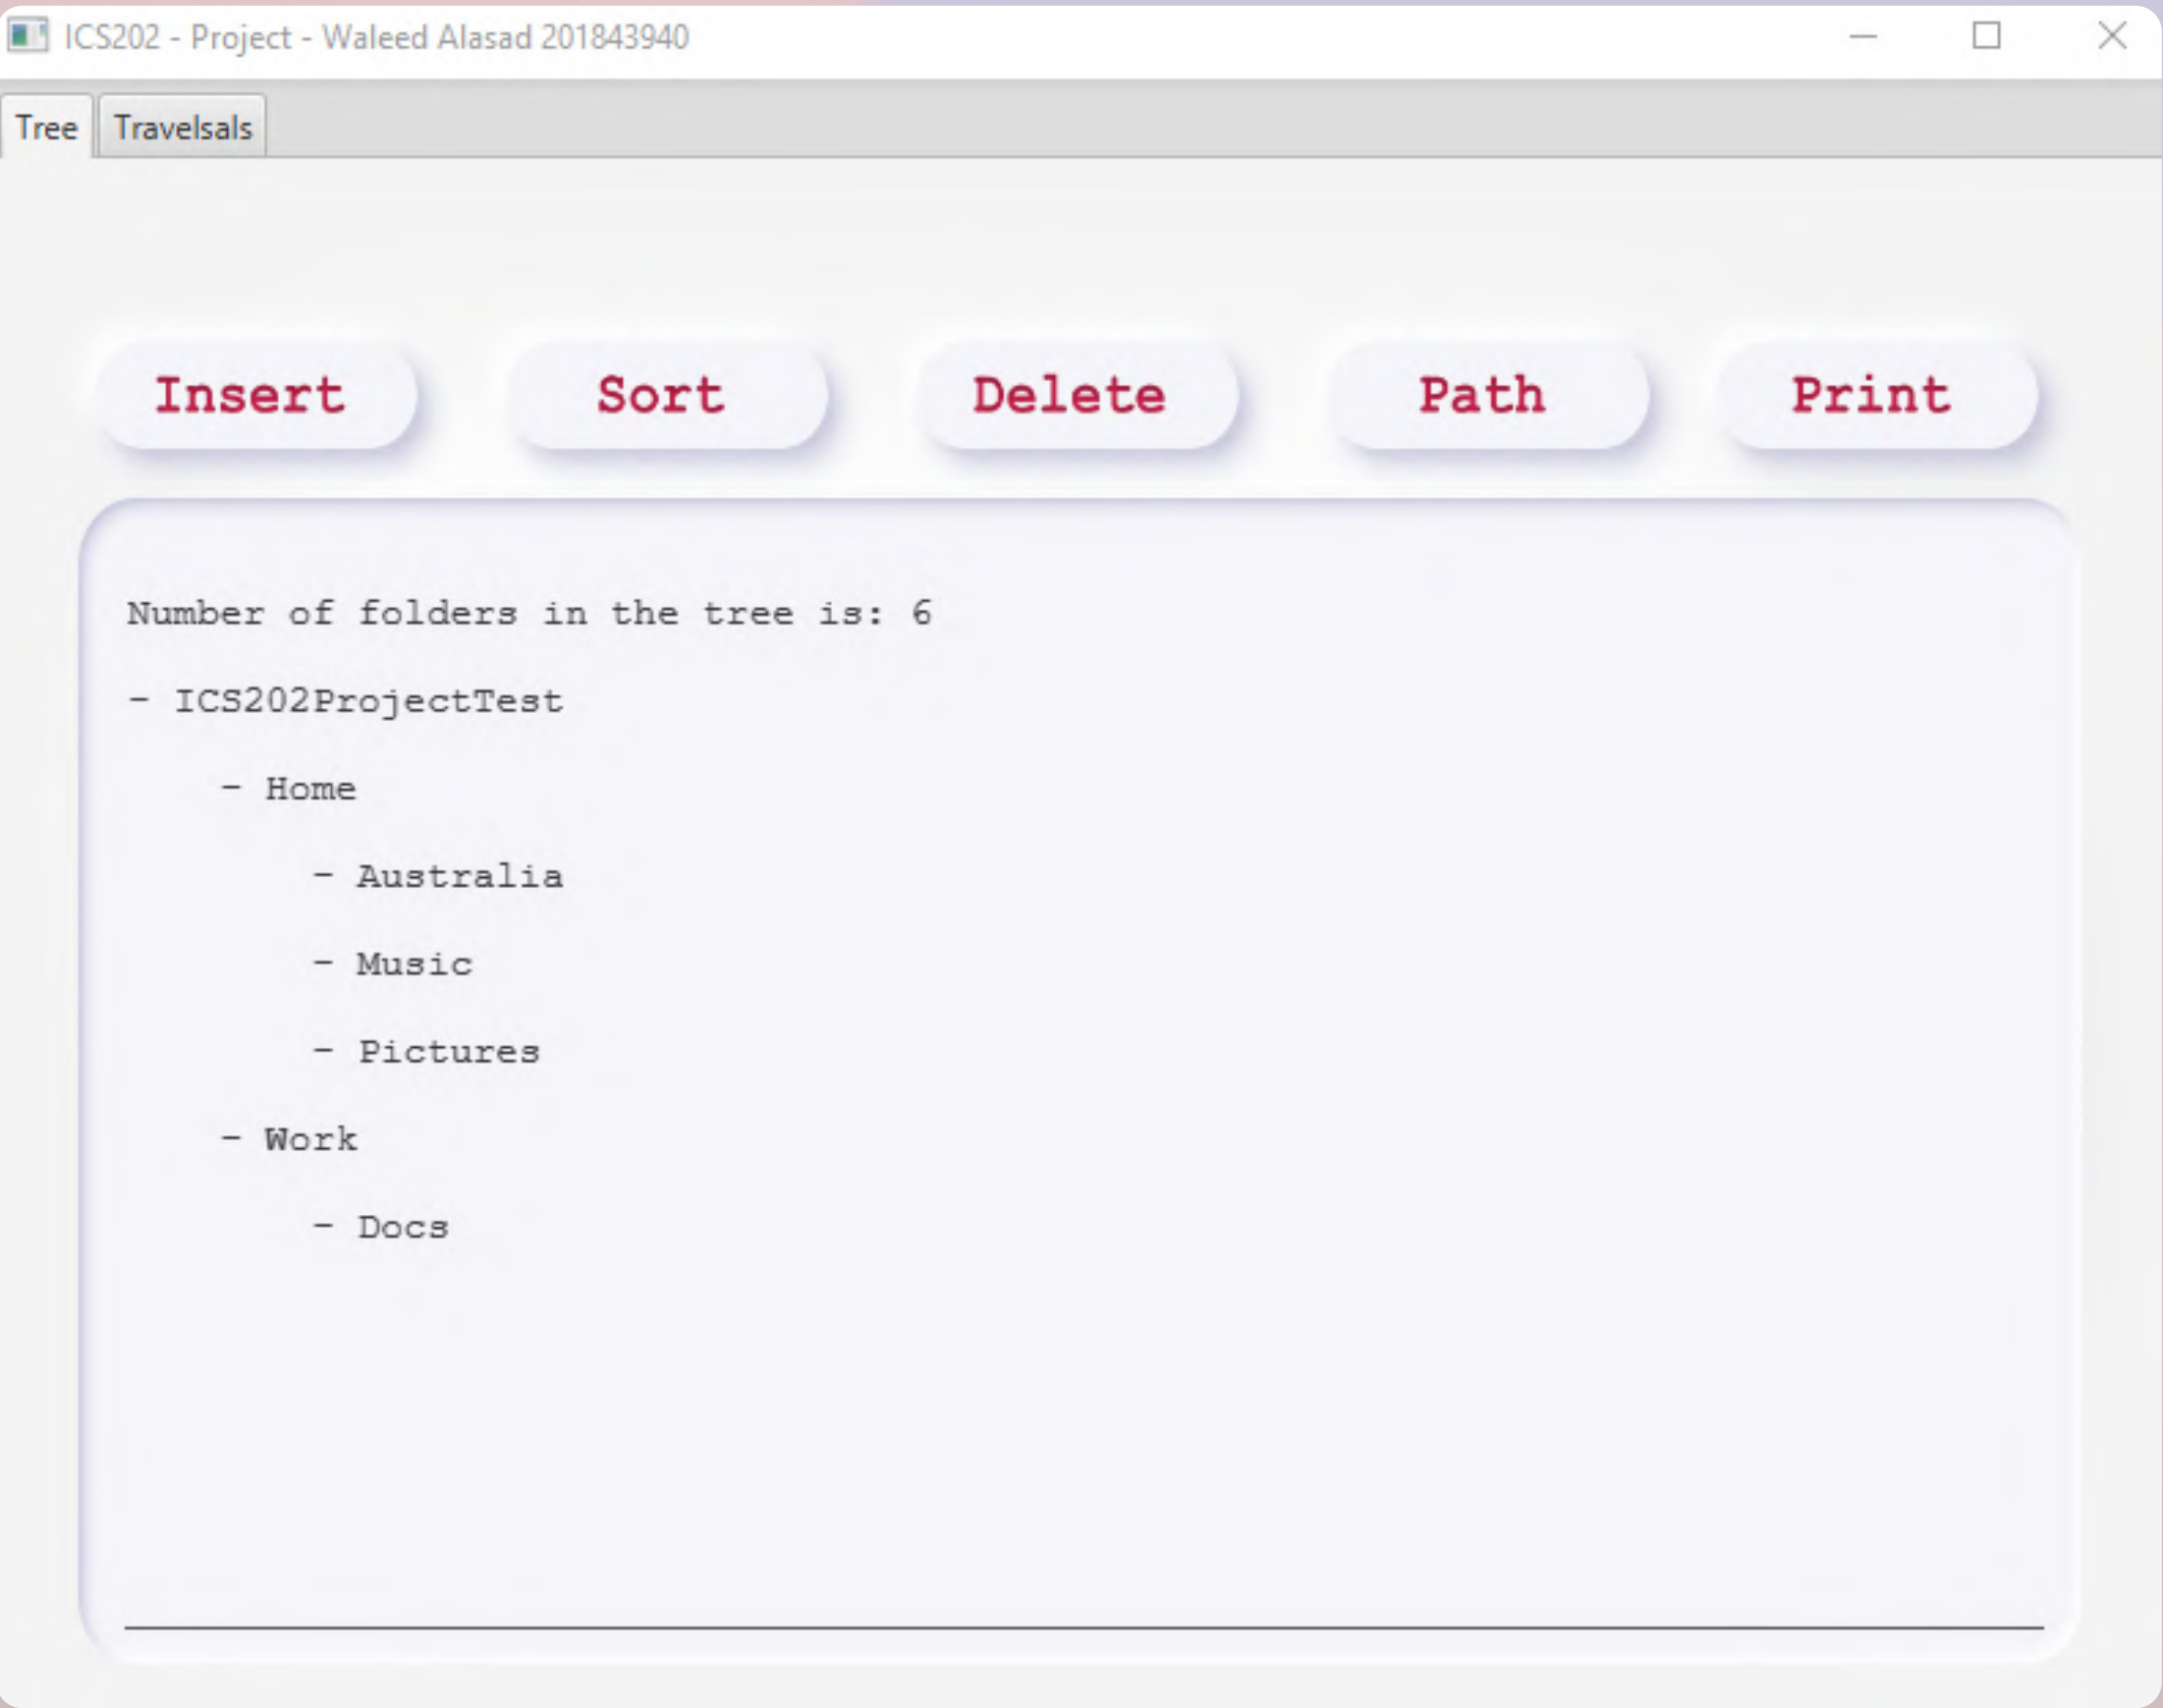 ICS202 - Project - Waleed Alasad 201843940
Tree Travelsals
Insert Sort Delete Path Print
Number of folders in the tree is: 6
- ICS202ProjectTest
- Home
- Australia
- Music
- Pictures
- Work
- Docs